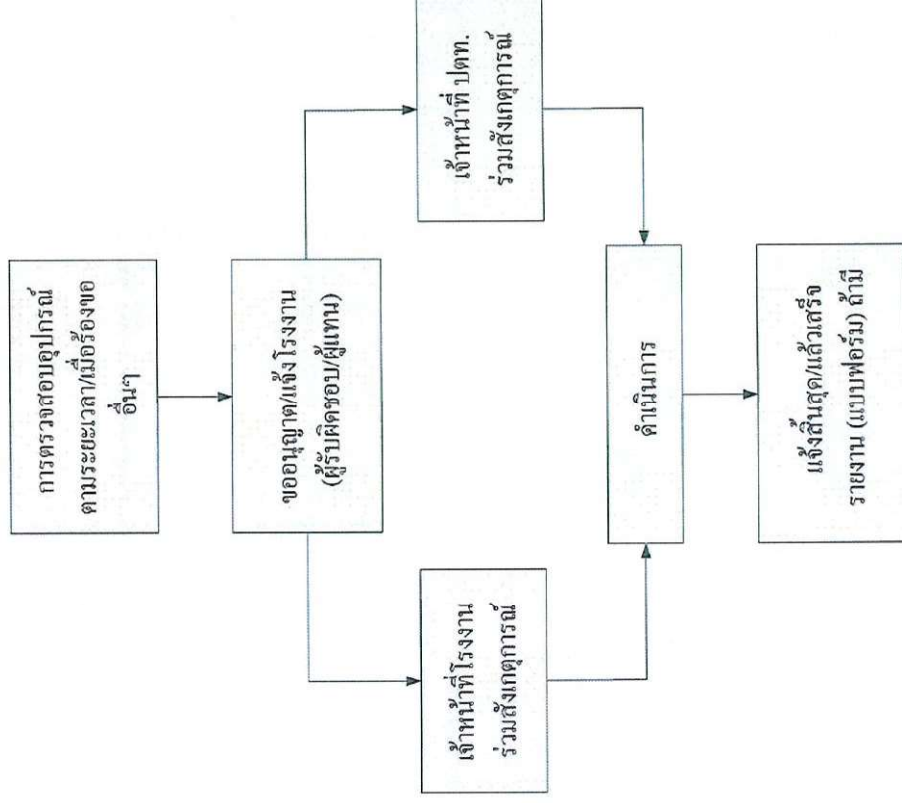 การตรวจสอบอุปกรณ์
ตามระยะเวลา/เมื่อร้องขอ
อื่นๆ
ขออนุญาต/แจ้งโรงงาน
(ผู้รับผิดชอบ/ผู้แทน)
เจ้าหน้าที่โรงงาน
ร่วมสังเกตุการณ์
เจ้าหน้าที่ ปตท.
ร่วมสังเกตุการณ์
ดำเนินการ
แจ้งสิ้นสุด/แล้วเสร็จ
รายงาน (แบบฟอร์ม) ถ้ามี